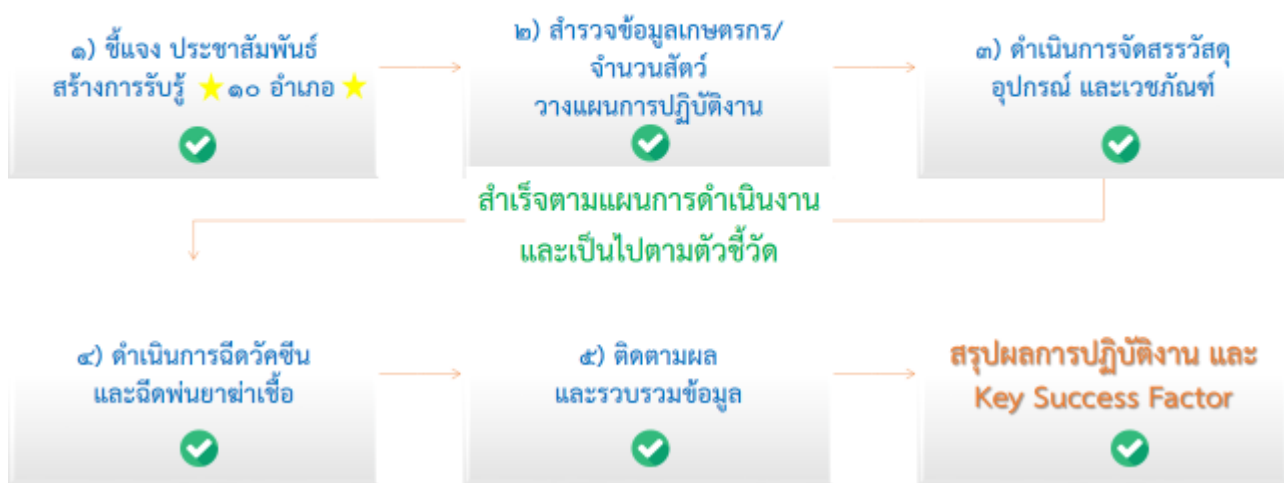 ๑) ชี้แจง ประชาสัมพันธ์
สร้างการรับรู้ ๑๐ อำเภอ
๒) สำรวจข้อมูลเกษตรกร/
จำนวนสัตว์
วางแผนการปฏิบัติงาน
๓) ดำเนินการจัดสรรวัสดุ
อุปกรณ์ และเวชภัณฑ์
สำเร็จตามแผนการดำเนินงาน
และเป็นไปตามตัวชี้วัด
๔) ดำเนินการฉีดวัคซีน
และฉีดพ่นยาฆ่าเชื้อ
๕) ติดตามผล
และรวบรวมข้อมูล
สรุปผลการปฏิบัติงาน และ
Key Success Factor